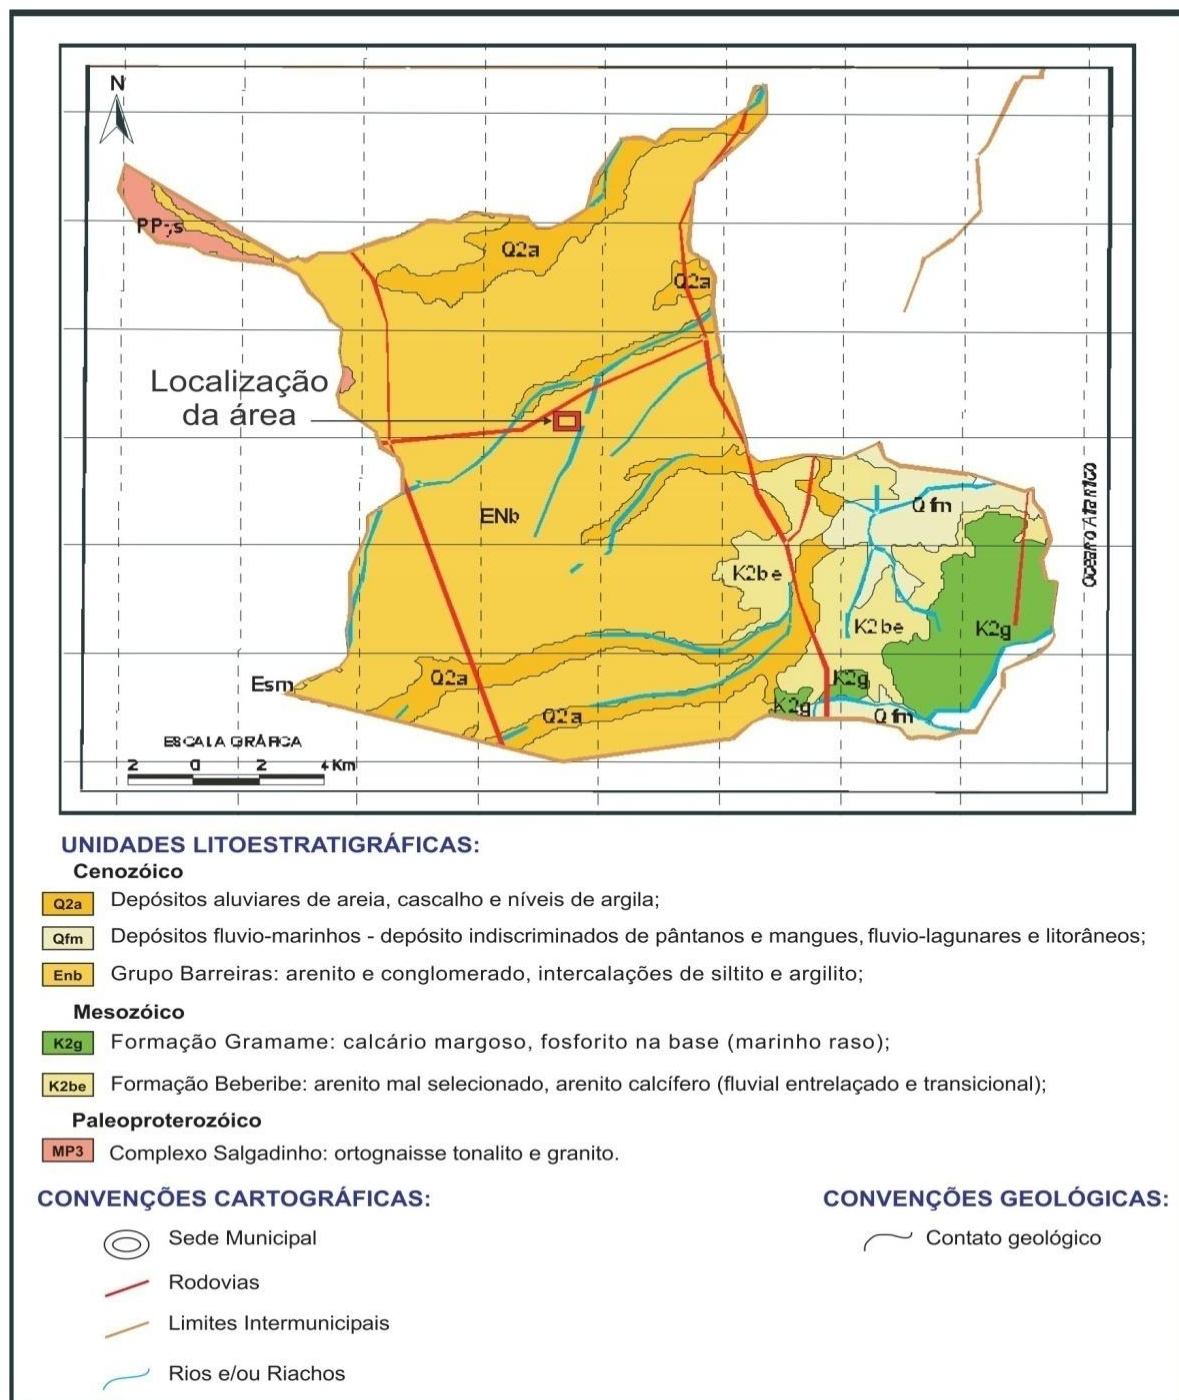 N
PP-,s
Q2a
Q2a
Localização
da área
Oceano Atlantico
Qfm
ENb
K2be
K2be
K2g
Esm
Q2a
K2g
K2g
Q2a
Qfm
ESCALA GRÁFICA
2 0 2 4 Km
UNIDADES LITOESTRATIGRÁFICAS:
Cenozóico
Q2a Depósitos aluviares de areia, cascalho e níveis de argila;
Qfm Depósitos fluvio-marinhos - depósito indiscriminados de pântanos e mangues, fluvio-lagunares e litorâneos;
Enb Grupo Barreiras: arenito e conglomerado, intercalações de siltito e argilito;
Mesozóico
K2g Formação Gramame: calcário margoso, fosforito na base (marinho raso);
K2be Formação Beberibe: arenito mal selecionado, arenito calcífero (fluvial entrelaçado e transicional);
Paleoproterozóico
MP3 Complexo Salgadinho: ortognaisse tonalito e granito.
CONVENÇÕES CARTOGRÁFICAS:
Sede Municipal
Rodovias
Limites Intermunicipais
Rios e/ou Riachos
CONVENÇÕES GEOLÓGICAS:
Contato geológico